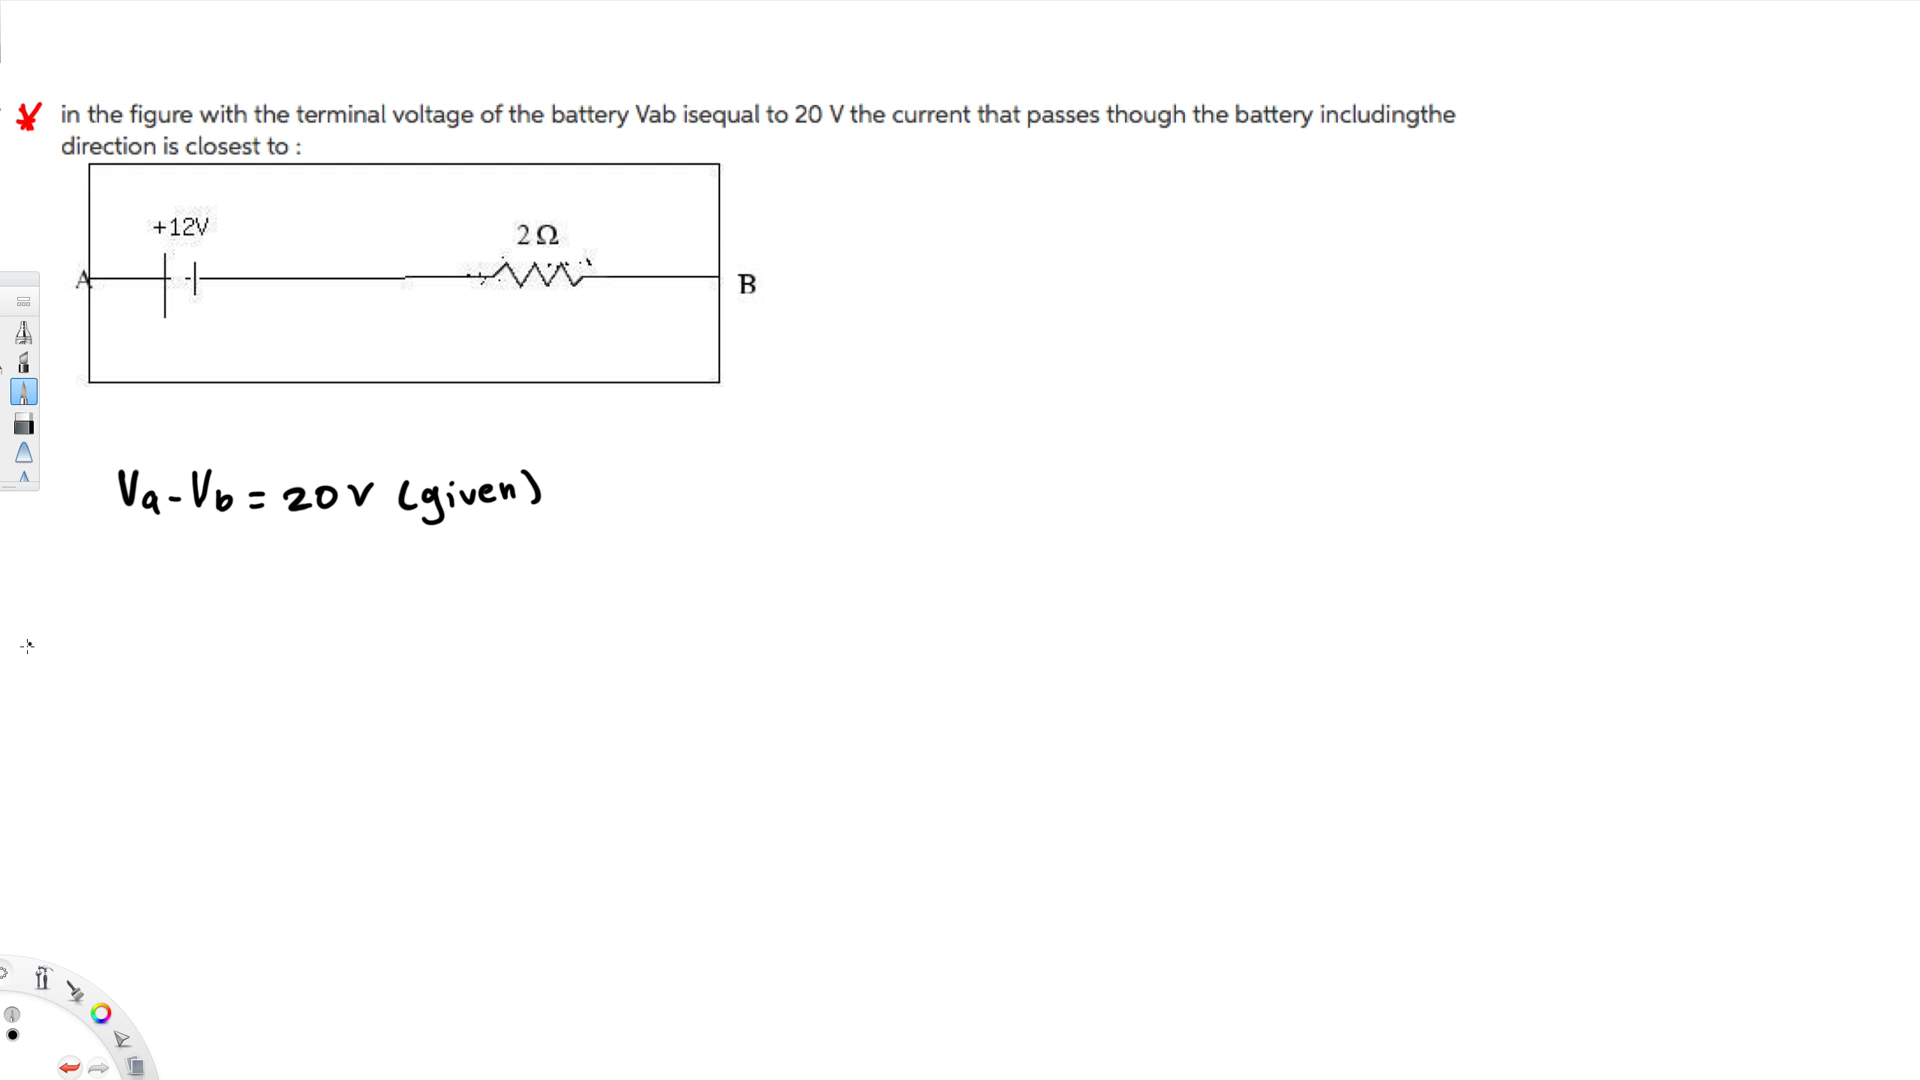 in the figure with the terminal voltage of the battery Vab isequal to 20 V the current that passes though the battery includingthe
direction is closest to :
+12V
2 Ω
A
B
Va - Vb = 20 v (given)